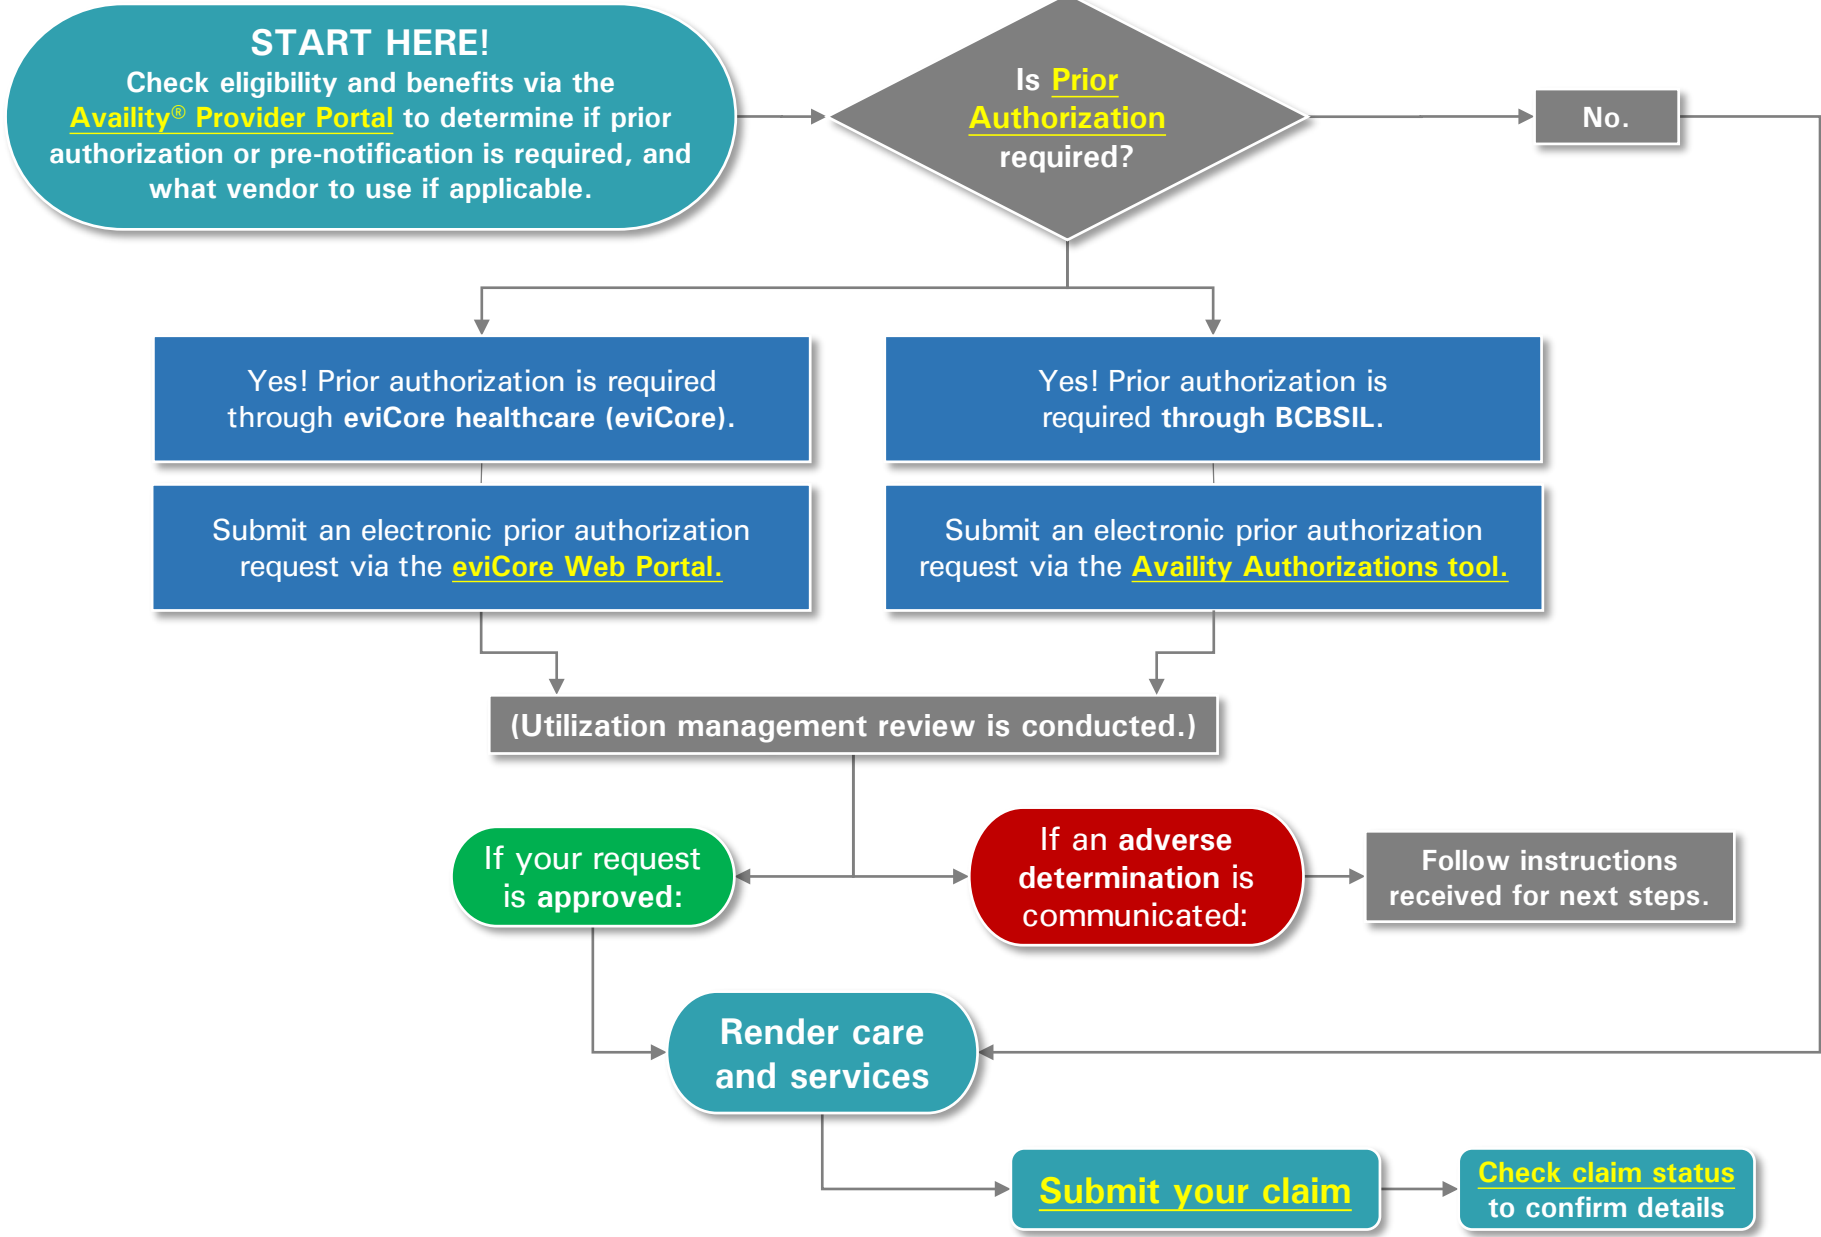 START HERE!
Check eligibility and benefits via the
Availity® Provider Portal to determine if prior
authorization or pre-notification is required, and
what vendor to use if applicable.
Is Prior
Authorization
required?
No.
Yes! Prior authorization is required
through eviCore healthcare (eviCore).
Yes! Prior authorization is
required through BCBSIL.
Submit an electronic prior authorization
request via the eviCore Web Portal.
Submit an electronic prior authorization
request via the Availity Authorizations tool.
(Utilization management review is conducted.)
If your request
is approved:
If an adverse
determination is
communicated:
Follow instructions
received for next steps.
Render care
and services
Submit your claim
Check claim status
to confirm details